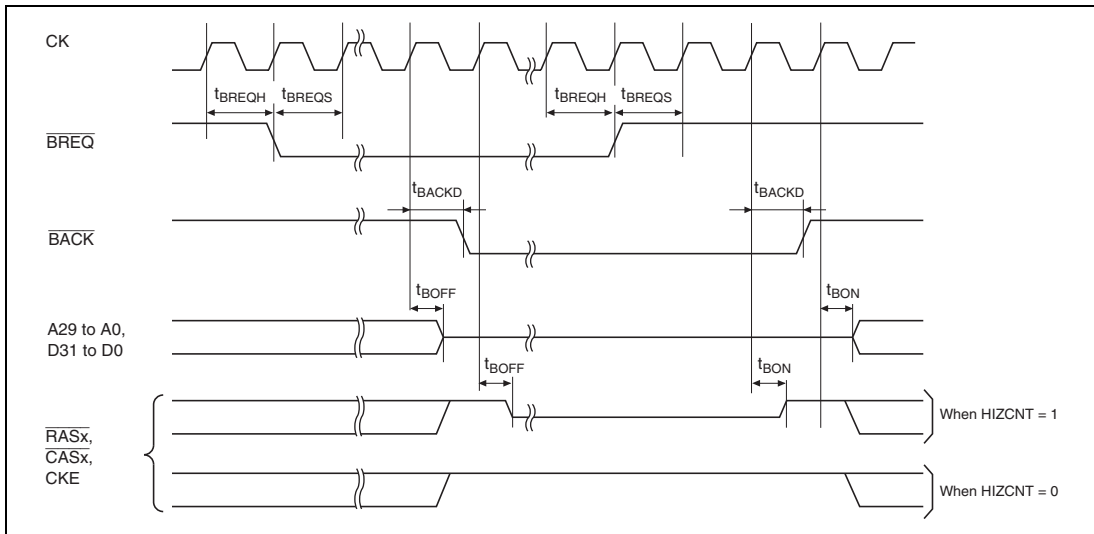 CK
tBREQH tBREQS tBREQH tBREQS
BREQ
tBACKD tBACKD
BACK
tBOFF tBON
A29 to A0,
D31 to D0
tBOFF tBON
When HIZCNT = 1
RASx,
CASx,
CKE
When HIZCNT = 0